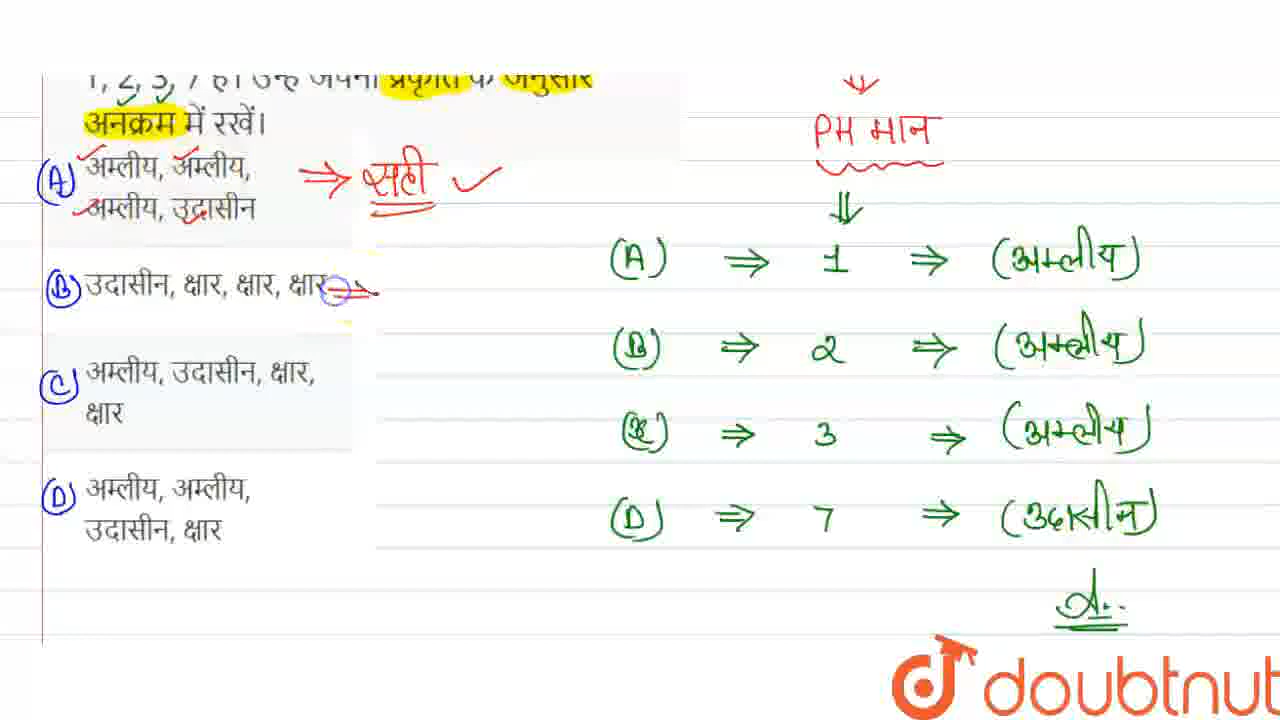 1, 2, 3, 7 है। उन्हें अपनी प्रकृति के अनुसार
अनक्रम में रखें।
(A) अम्लीय, अम्लीय,
अम्लीय, उदासीन
⇒ सही ✓
(B) उदासीन, क्षार, क्षार, क्षार ⇒
(C) अम्लीय, उदासीन, क्षार,
क्षार
(D) अम्लीय, अम्लीय,
उदासीन, क्षार
⇓
PH मान
⇓
(A) ⇒ 1 ⇒ (अम्लीय)
(B) ⇒ 2 ⇒ (अम्लीय)
⇒ 3 ⇒ (अम्लीय)
(D) ⇒ 7 ⇒ (उदासीन)
A..
doubtnut